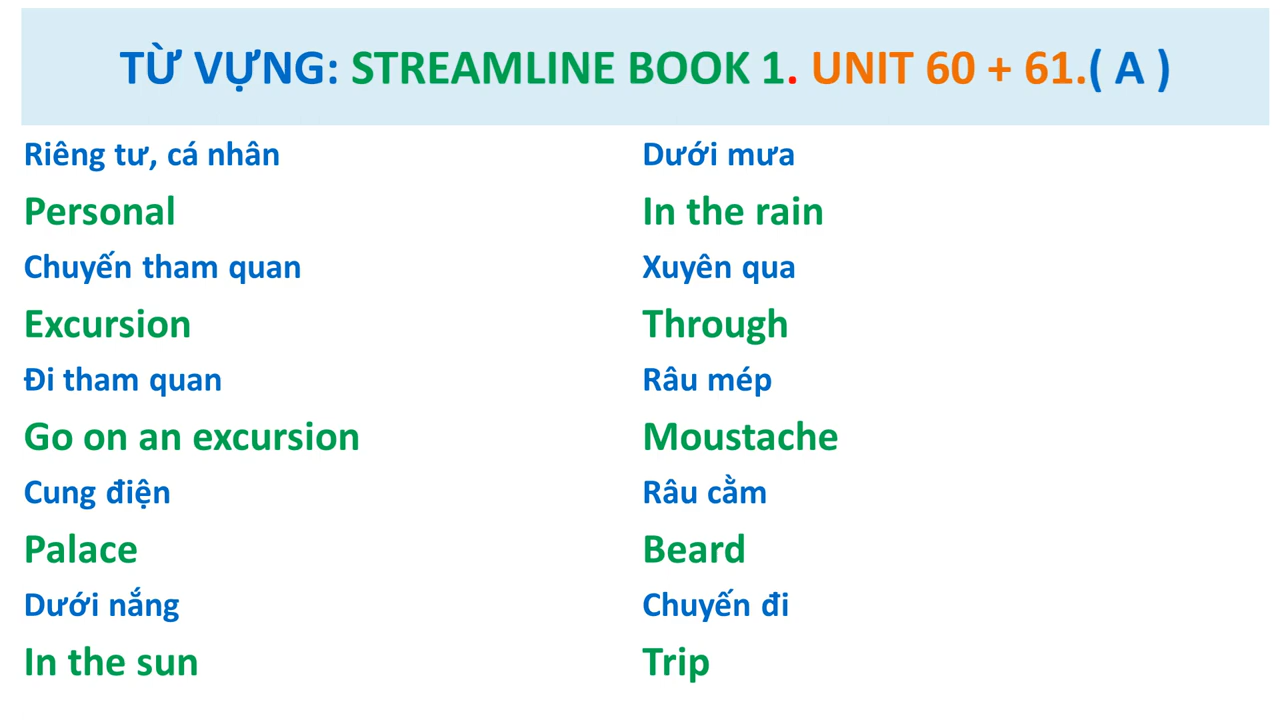 TỪ VỰNG: STREAMLINE BOOK 1. UNIT 60 + 61.( A )
Riêng tư, cá nhân
Personal
Chuyến tham quan
Excursion
Đi tham quan
Go on an excursion
Cung điện
Palace
Dưới nắng
In the sun
Dưới mưa
In the rain
Xuyên qua
Through
Râu mép
Moustache
Râu cằm
Beard
Chuyến đi
Trip